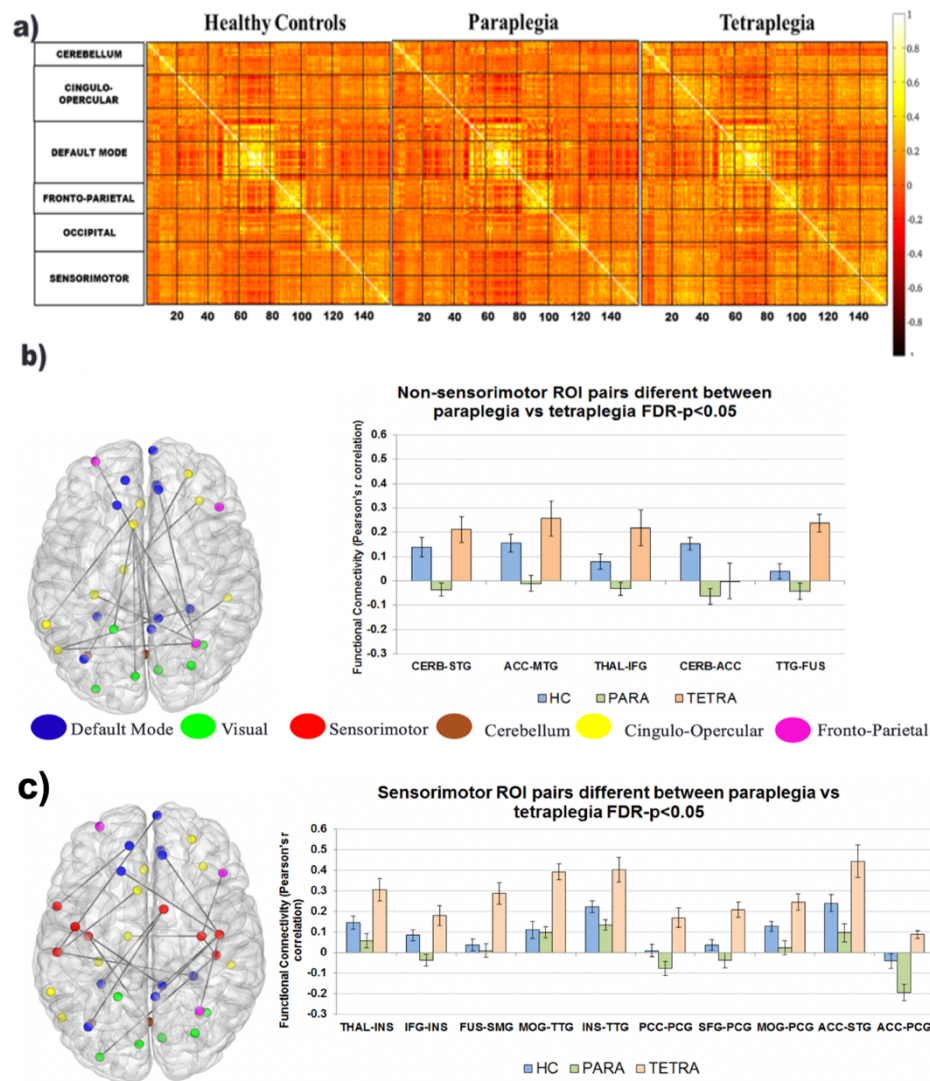 a)
Healthy Controls Paraplegia Tetraplegia
CEREBELLUM
CINGULO-
OPERCULAR
DEFAULT MODE
FRONTO-PARIETAL
OCCIPITAL
SENSORIMOTOR
20 40 60 80 100 120 140 20 40 60 80 100 120 140 20 40 60 80 100 120 140
1
0.8
0.6
0.4
0.2
0
-0.2
-0.4
-0.6
-0.8
b)
Non-sensorimotor ROI pairs diferent between
paraplegia vs tetraplegia FDR-p<0.05
Functional Connectivity (Pearson's r
correlation)
0.6
0.5
0.4
0.3
0.2
0.1
0
-0.1
-0.2
-0.3
CERB-STG ACC-MTG THAL-IFG CERB-ACC TTG-FUS
HC PARA TETRA
Default Mode Visual Sensorimotor Cerebellum Cingulo-Opercular Fronto-Parietal
c)
Sensorimotor ROI pairs different between paraplegia vs
tetraplegia FDR-p<0.05
Functional Connectivity (Pearson's r
correlation)
0.6
0.5
0.4
0.3
0.2
0.1
0
-0.1
-0.2
-0.3
THAL-INS IFG-INS FUS-SMG MOG-TTG INS-TTG PCC-PCG SFG-PCG MOG-PCG ACC-STG ACC-PCG
HC PARA TETRA